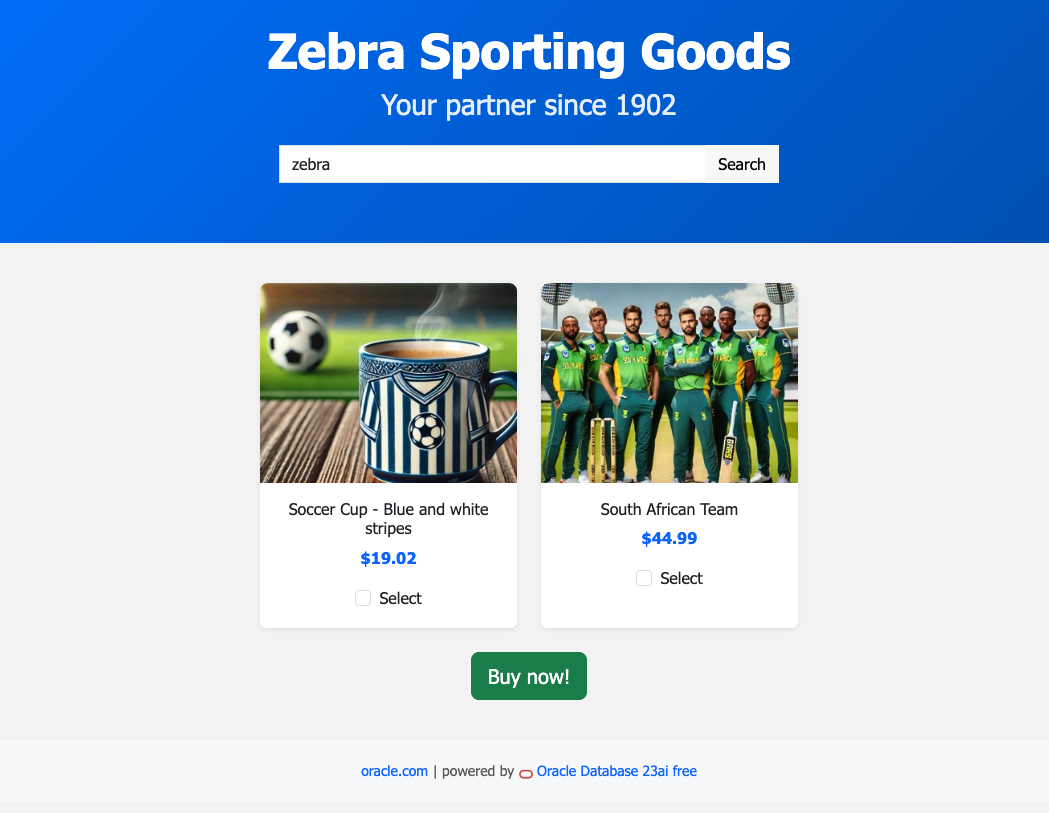 Zebra Sporting Goods
Your partner since 1902
zebra
Search
Soccer Cup - Blue and white
stripes
$19.02
Select
South African Team
$44.99
Select
Buy now!
oracle.com | powered by Oracle Database 23ai free